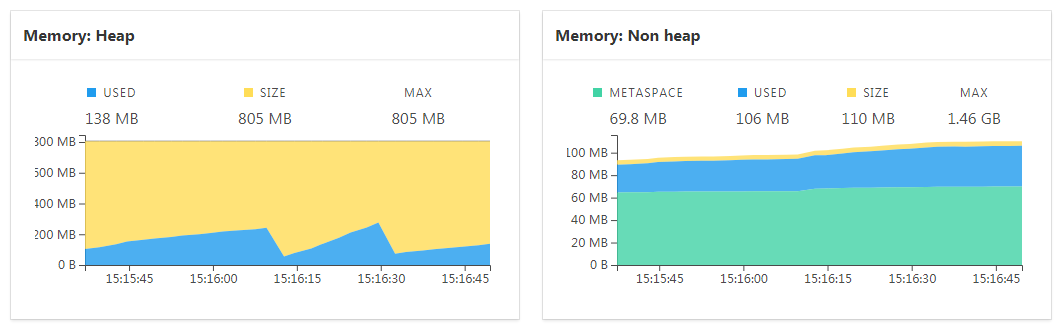 Memory: Heap
USED SIZE MAX
138 MB 805 MB 805 MB
800 MB
600 MB
400 MB
200 MB
0 B
15:15:45 15:16:00 15:16:15 15:16:30 15:16:45
Memory: Non heap
METASPACE USED SIZE MAX
69.8 MB 106 MB 110 MB 1.46 GB
100 MB
80 MB
60 MB
40 MB
20 MB
0 B
15:15:45 15:16:00 15:16:15 15:16:30 15:16:45